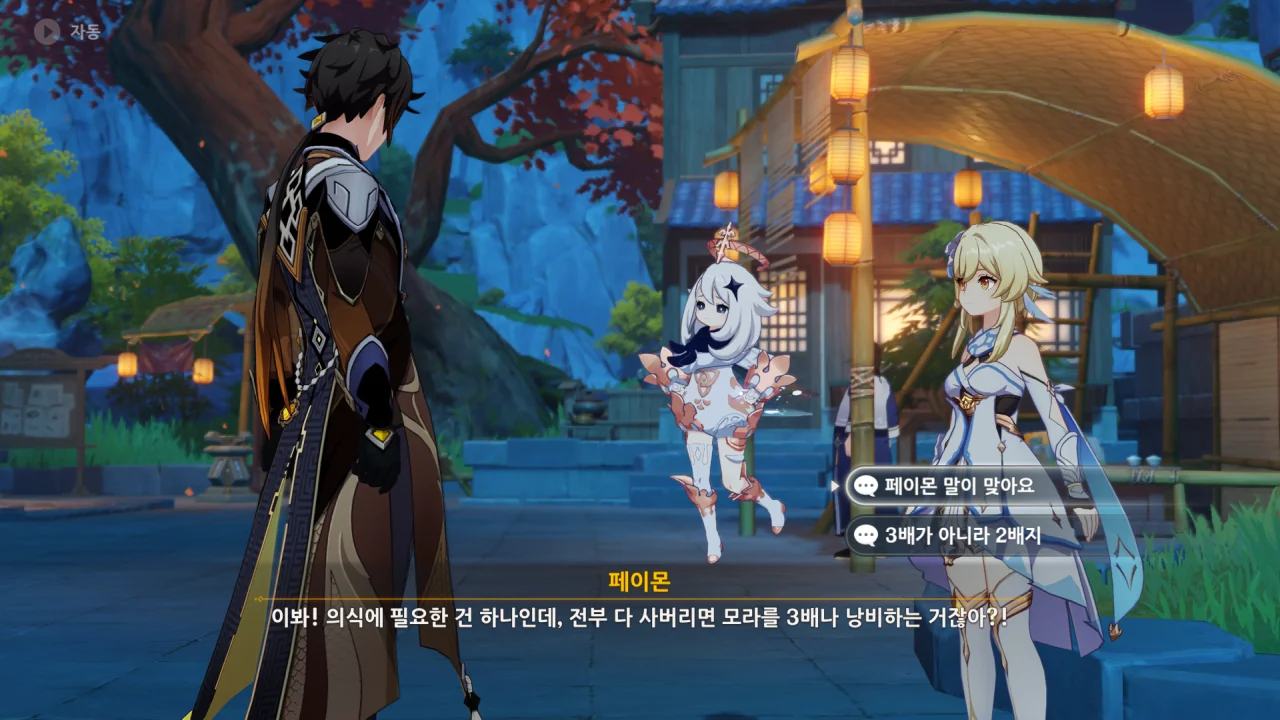 자동
페이몬 말이 맞아요
3배가 아니라 2배지
페이몬
이봐! 의식에 필요한 건 하나인데, 전부 다 사버리면 모라를 3배나 낭비하는 거잖아?!